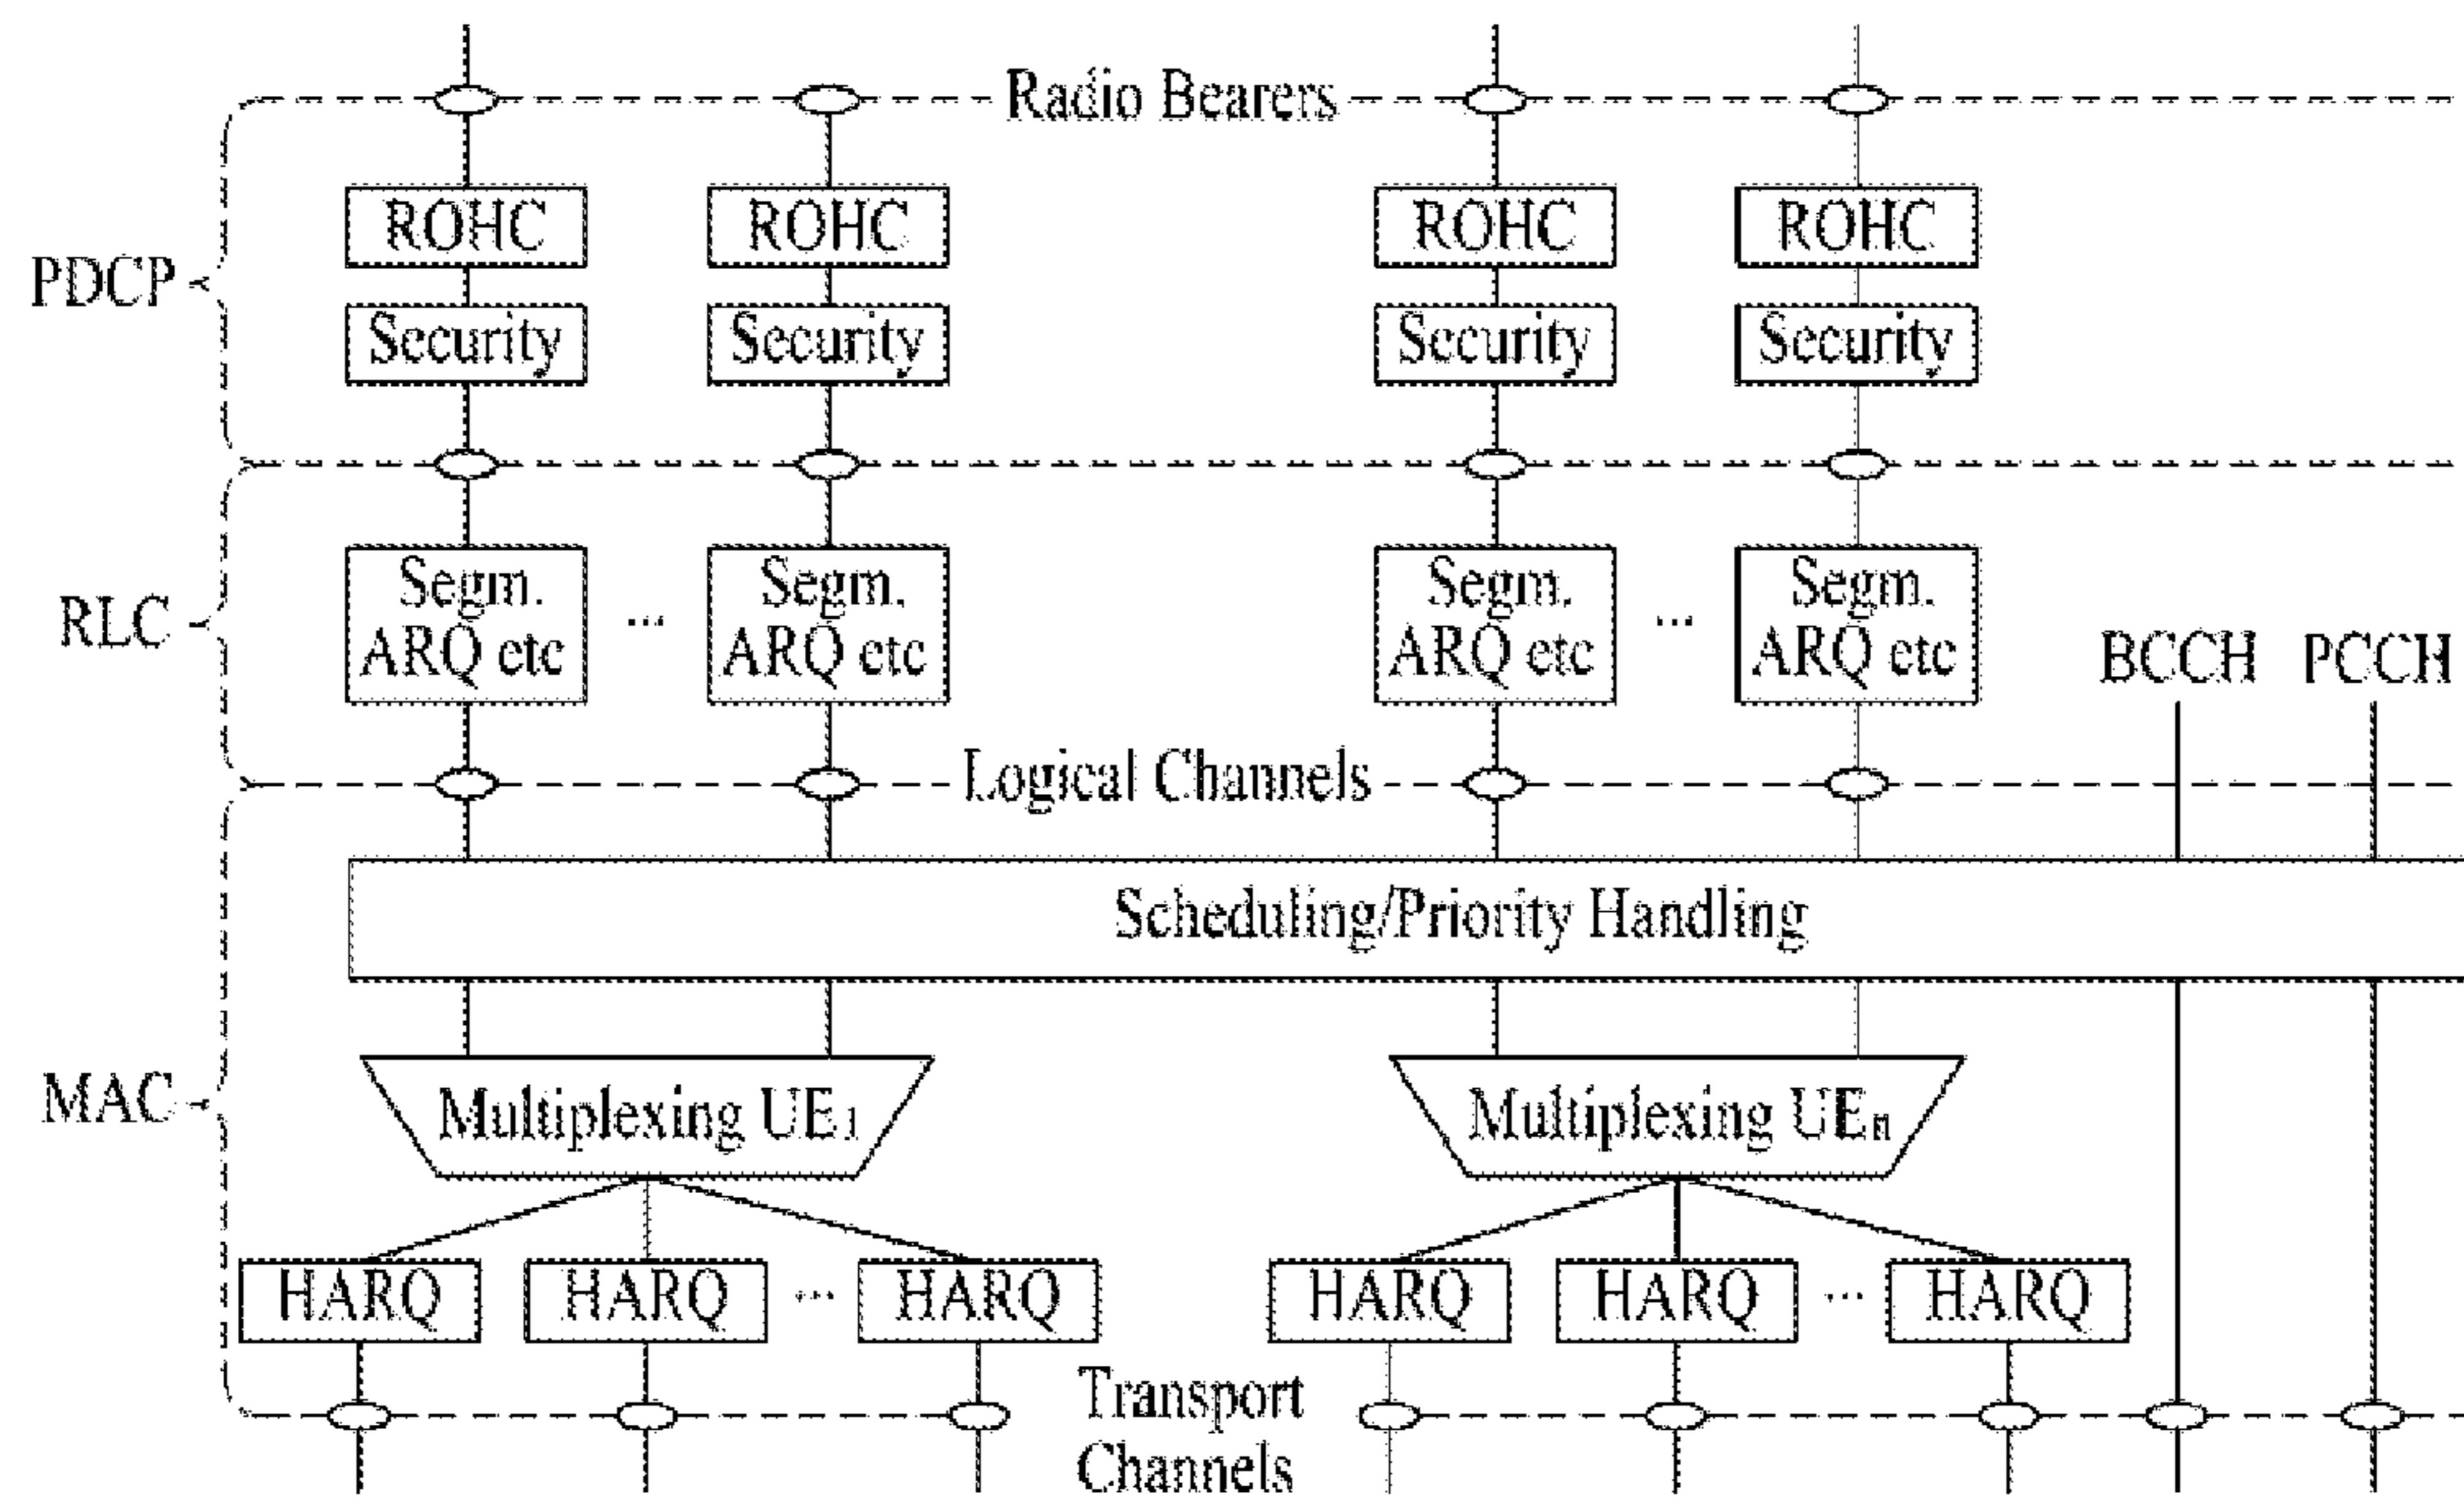 Radio Bearers
ROHC ROHC ROHC ROHC
PDCP
Security Security Security Security
Segm. Segm. Segm. Segm.
RLC
ARQ etc ... ARQ etc ARQ etc ... ARQ etc
BCCH PCCH
Logical Channels
Scheduling/Priority Handling
MAC
Multiplexing UE1 Multiplexing UEn
HARQ HARQ ... HARQ HARQ HARQ ... HARQ
Transport
Channels